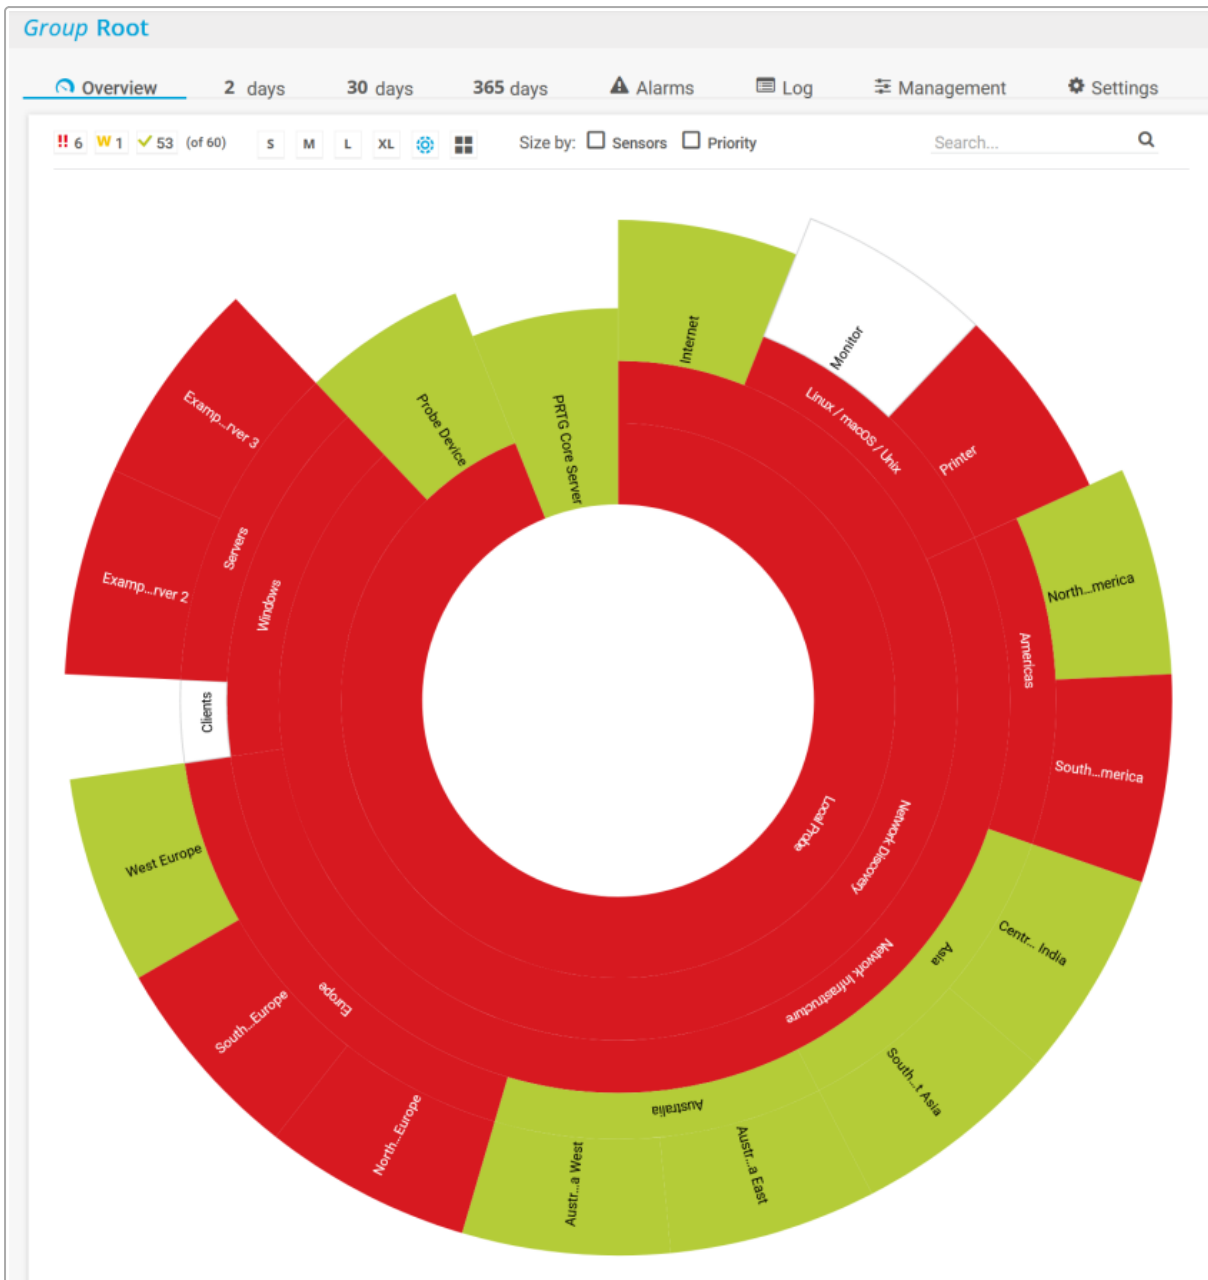 Group Root
Overview
2 days
30 days
365 days
Alarms
Log
Management
Settings
!! 6
W 1
53
(of 60)
S
M
L
XL
Size by:
Sensors
Priority
Search...
Internet
Monitor
Linux / macOS / Unix
Printer
North...merica
Americas
South...merica
Local Probe
Network Discovery
Network Infrastructure
Asia
Centr... India
South...t Asia
Australia
Austr...a East
Austr...a West
Europe
North...Europe
South...Europe
West Europe
Clients
Windows
Servers
Examp...rver 2
Examp...rver 3
Probe Device
PRTG Core Server